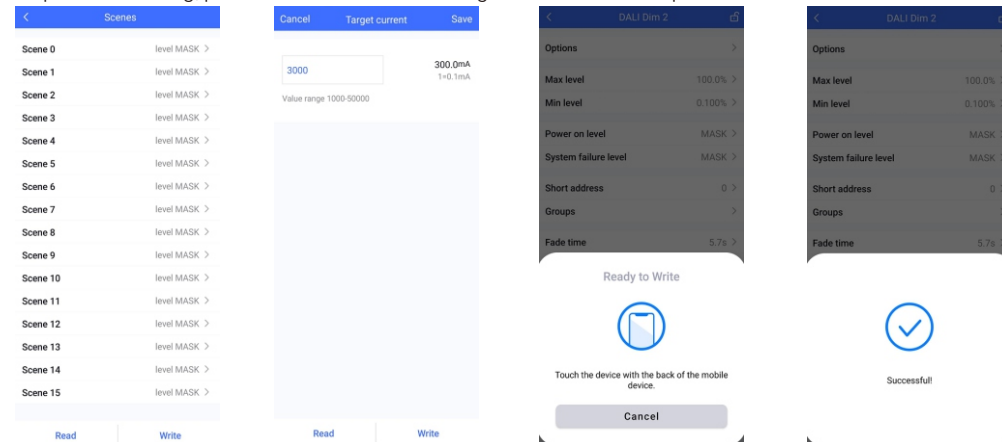 Scenes
Scene 0 level MASK >
Scene 1 level MASK >
Scene 2 level MASK >
Scene 3 level MASK >
Scene 4 level MASK >
Scene 5 level MASK >
Scene 6 level MASK >
Scene 7 level MASK >
Scene 8 level MASK >
Scene 9 level MASK >
Scene 10 level MASK >
Scene 11 level MASK >
Scene 12 level MASK >
Scene 13 level MASK >
Scene 14 level MASK >
Scene 15 level MASK >
Read Write
Cancel Target current Save
3000 300.0mA
1=0.1mA
Value range 1000-50000
Read Write
DALI Dim 2
Options >
Max level 100.0% >
Min level 0.100% >
Power on level MASK >
System failure level MASK >
Short address 0 >
Groups >
Fade time 5.7s >
Ready to Write
Touch the device with the back of the mobile
device.
Cancel
DALI Dim 2
Options
Max level 100.0%
Min level 0.100%
Power on level MASK
System failure level MASK
Short address 0
Groups
Fade time 5.7s
Successful!